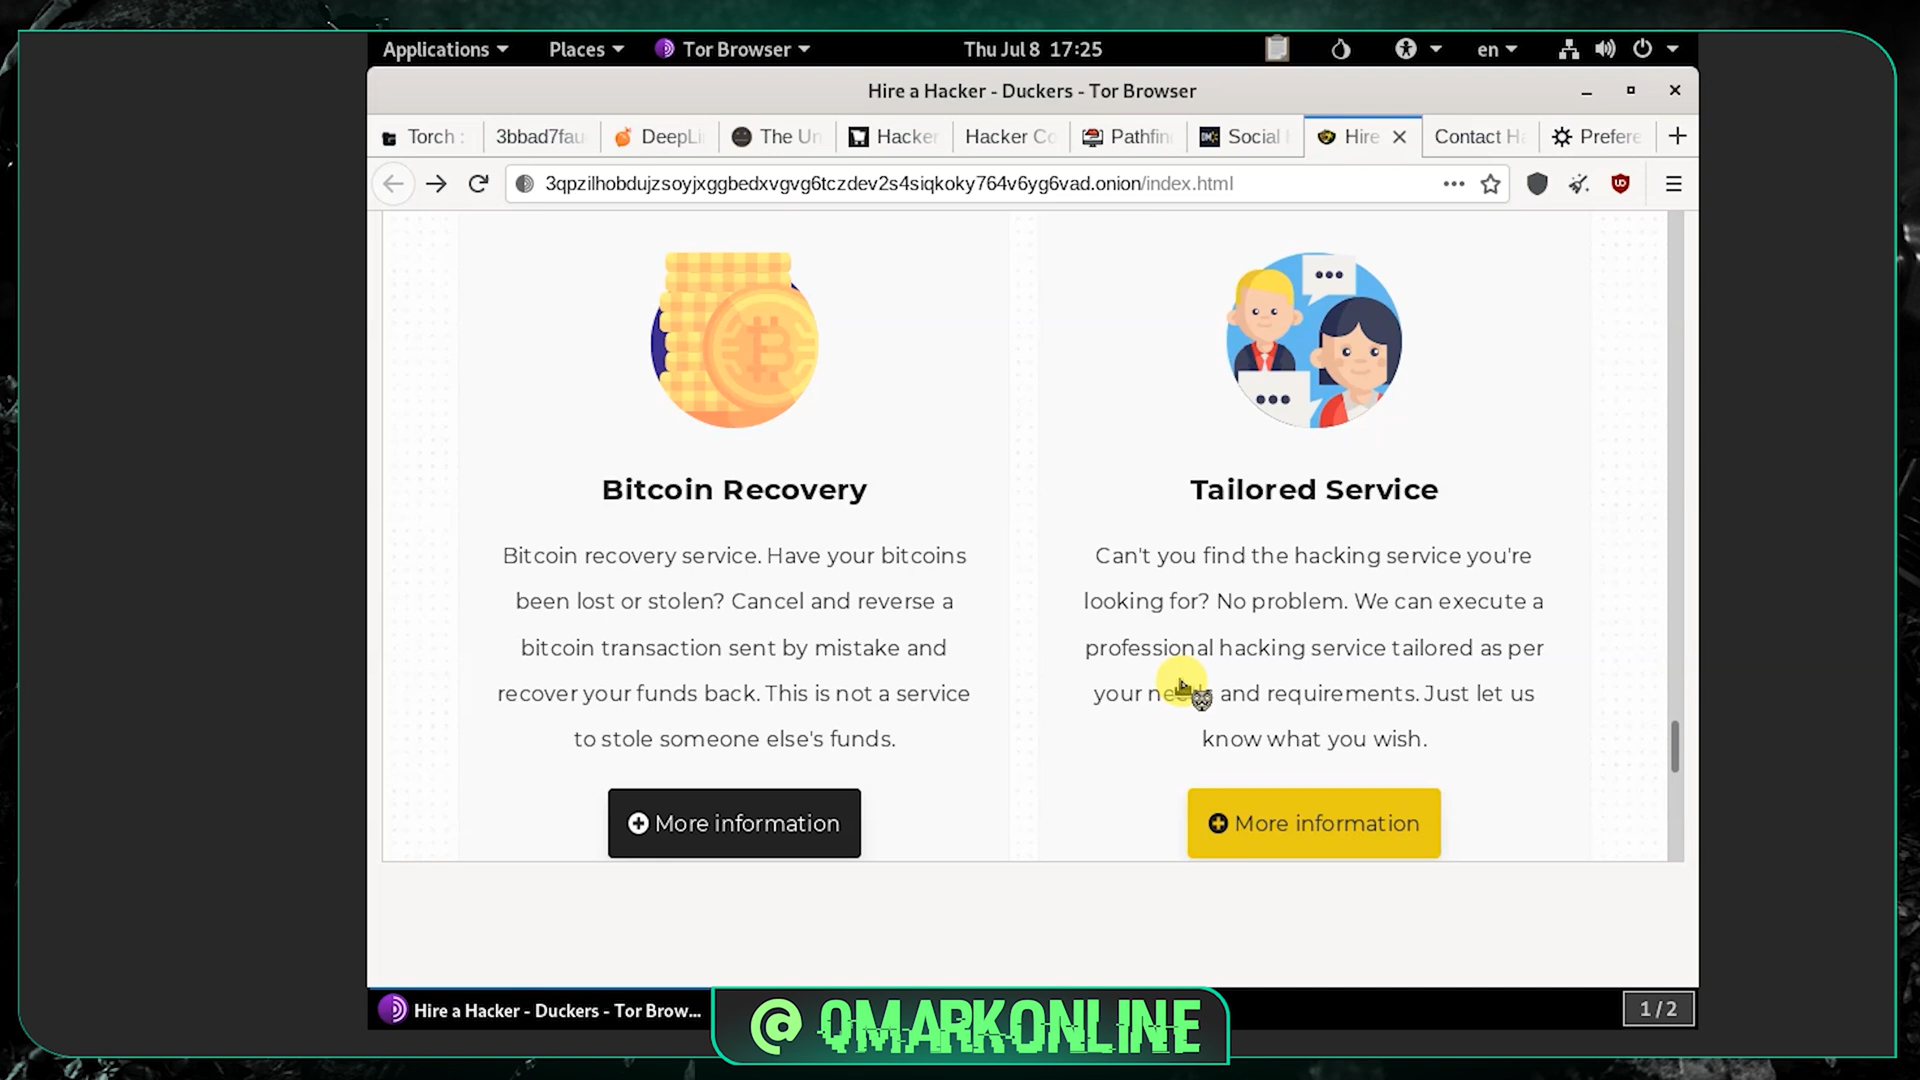 Applications Places Tor Browser Thu Jul 8 17:25 en
Hire a Hacker - Duckers - Tor Browser
Torch : 3bbad7fau DeepLi The Un Hacker Hacker Co Pathfin Social Hire Contact Ha Prefere
3qpzilhobdujzsoyjxggbedxvgvg6tczdev2s4siqkoky764v6yg6vad.onion/index.html
Bitcoin Recovery
Bitcoin recovery service. Have your bitcoins
been lost or stolen? Cancel and reverse a
bitcoin transaction sent by mistake and
recover your funds back. This is not a service
to stole someone else's funds.
More information
Tailored Service
Can't you find the hacking service you're
looking for? No problem. We can execute a
professional hacking service tailored as per
your needs and requirements. Just let us
know what you wish.
More information
Hire a Hacker - Duckers - Tor Brow...
1 / 2
@ QMARKONLINE